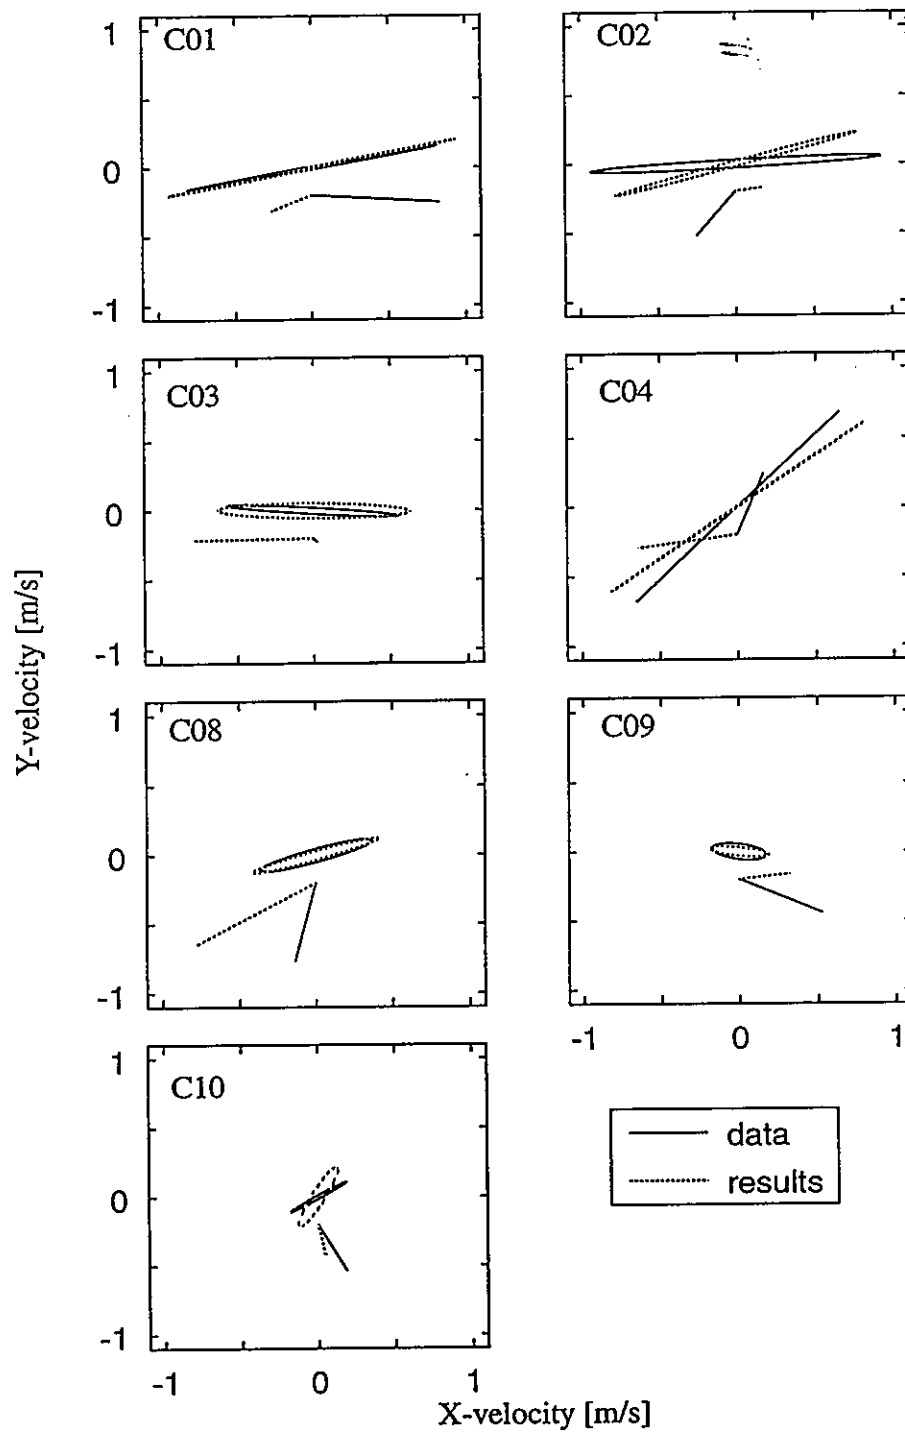 C01
C02
1
0
-1
C03
C04
1
0
-1
Y-velocity [m/s]
C08
C09
1
0
-1
-1 0 1
C10
1
0
-1
data
results
-1 0 1
X-velocity [m/s]